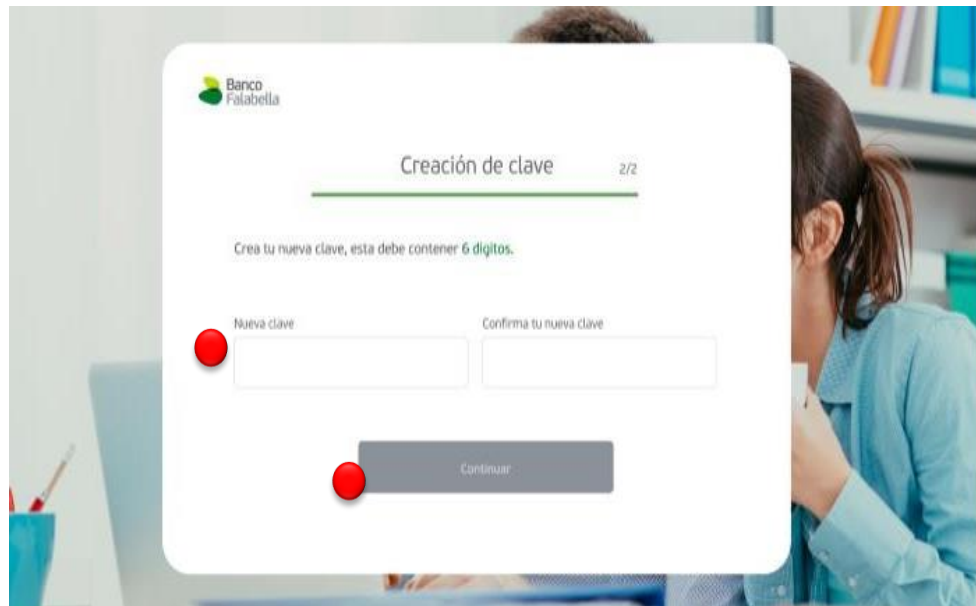 Banco
Falabella
Creación de clave 2/2
Crea tu nueva clave, esta debe contener 6 digitos.
Nueva clave Confirma tu nueva clave
Continuar